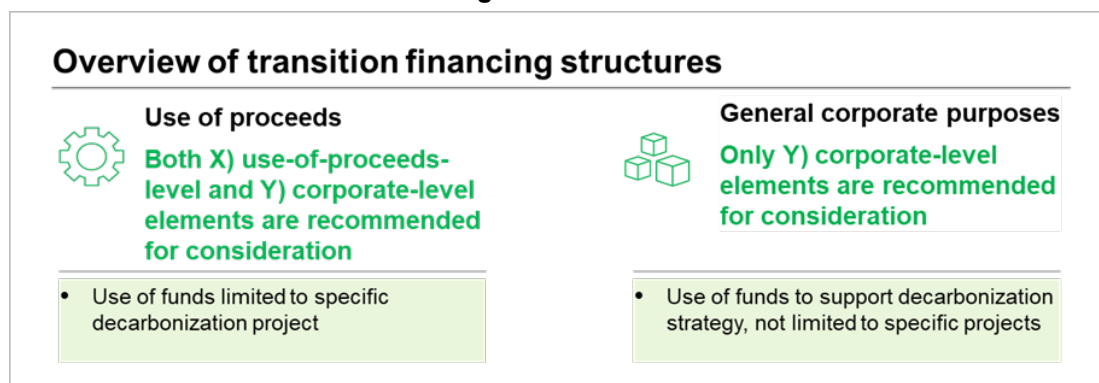 Overview of transition financing structures
Use of proceeds
Both X) use-of-proceeds-
level and Y) corporate-level
elements are recommended
for consideration
• Use of funds limited to specific
decarbonization project
General corporate purposes
Only Y) corporate-level
elements are recommended
for consideration
• Use of funds to support decarbonization
strategy, not limited to specific projects